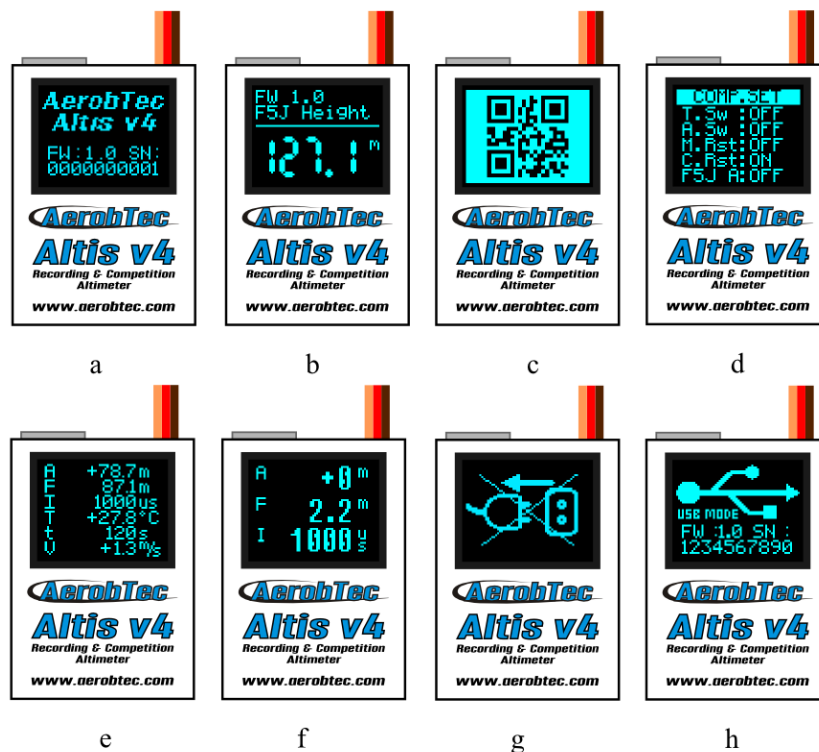 AerobTec
Altis v4
FW:1.0 SN:
0000000001
AerobTec
Altis v4
Recording & Competition
Altimeter
www.aerobtec.com
a
FW 1.0
F5J Height
127.1 m
AerobTec
Altis v4
Recording & Competition
Altimeter
www.aerobtec.com
b
AerobTec
Altis v4
Recording & Competition
Altimeter
www.aerobtec.com
c
COMP.SET
T.Sw :OFF
A.Sw :OFF
M.Rst:OFF
C.Rst:ON
F5J A:OFF
AerobTec
Altis v4
Recording & Competition
Altimeter
www.aerobtec.com
d
A +78.7m
F 87.1m
I 1000us
T +27.8°C
t 120s
V +1.3m/s
AerobTec
Altis v4
Recording & Competition
Altimeter
www.aerobtec.com
e
A +0 m
F 2.2 m
I 1000 us
AerobTec
Altis v4
Recording & Competition
Altimeter
www.aerobtec.com
f
AerobTec
Altis v4
Recording & Competition
Altimeter
www.aerobtec.com
g
USB MODE
FW :1.0 SN :
1234567890
AerobTec
Altis v4
Recording & Competition
Altimeter
www.aerobtec.com
h